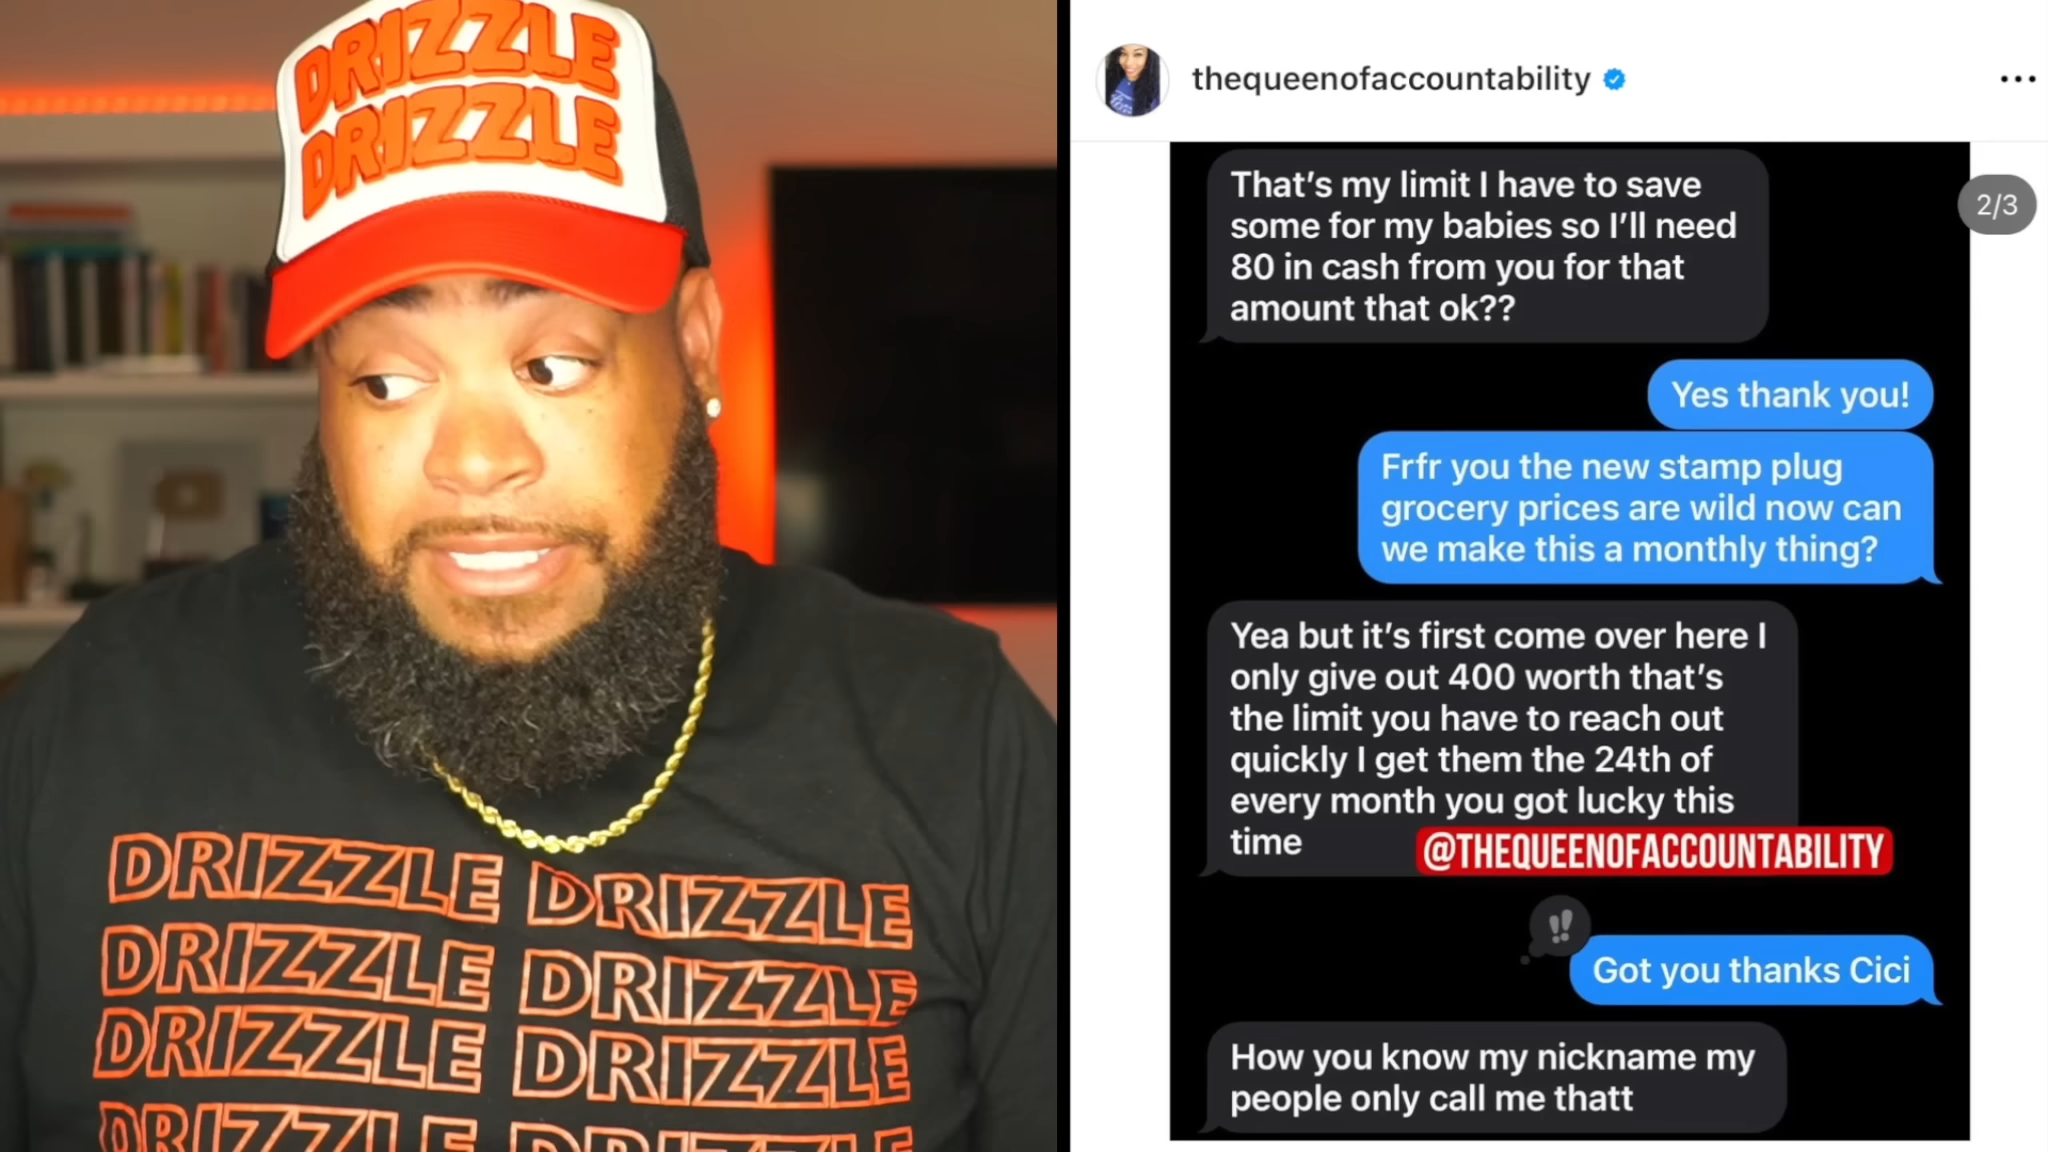 DRIZZLE
DRIZZLE
DRIZZLE DRIZZLE
DRIZZLE DRIZZLE
DRIZZLE DRIZZLE
DRIZZLE DRIZZLE
thequeenofaccountability
2/3
That's my limit I have to save
some for my babies so I'll need
80 in cash from you for that
amount that ok??
Yes thank you!
Frfr you the new stamp plug
grocery prices are wild now can
we make this a monthly thing?
Yea but it's first come over here I
only give out 400 worth that's
the limit you have to reach out
quickly I get them the 24th of
every month you got lucky this
time
@THEQUEENOFACCOUNTABILITY
Got you thanks Cici
How you know my nickname my
people only call me thatt